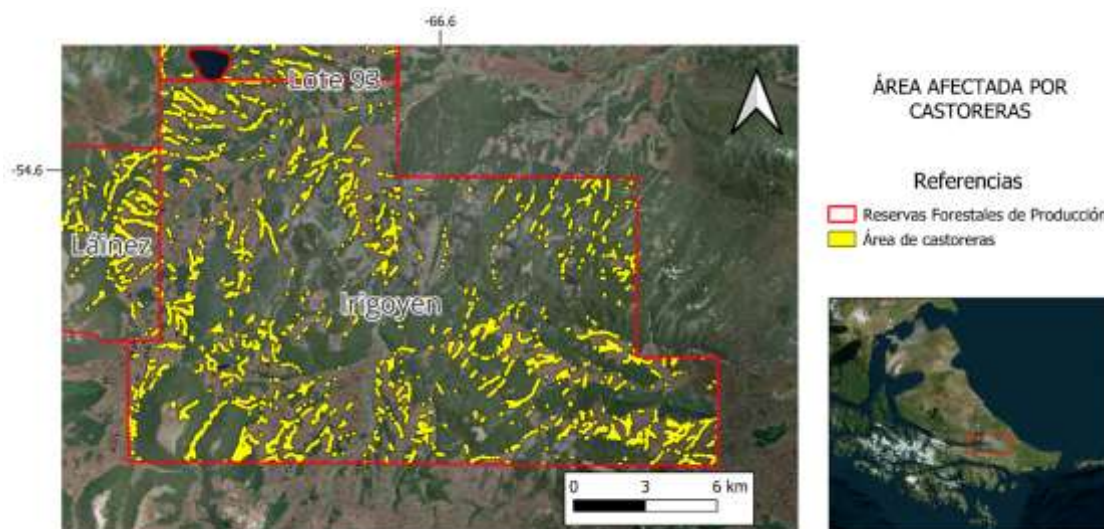 -66.6
Lote 93
-54.6
Láinez
Irigoyen
0 3 6 km
ÁREA AFECTADA POR
CASTORERAS
Referencias
Reservas Forestales de Producción
Área de castoreras